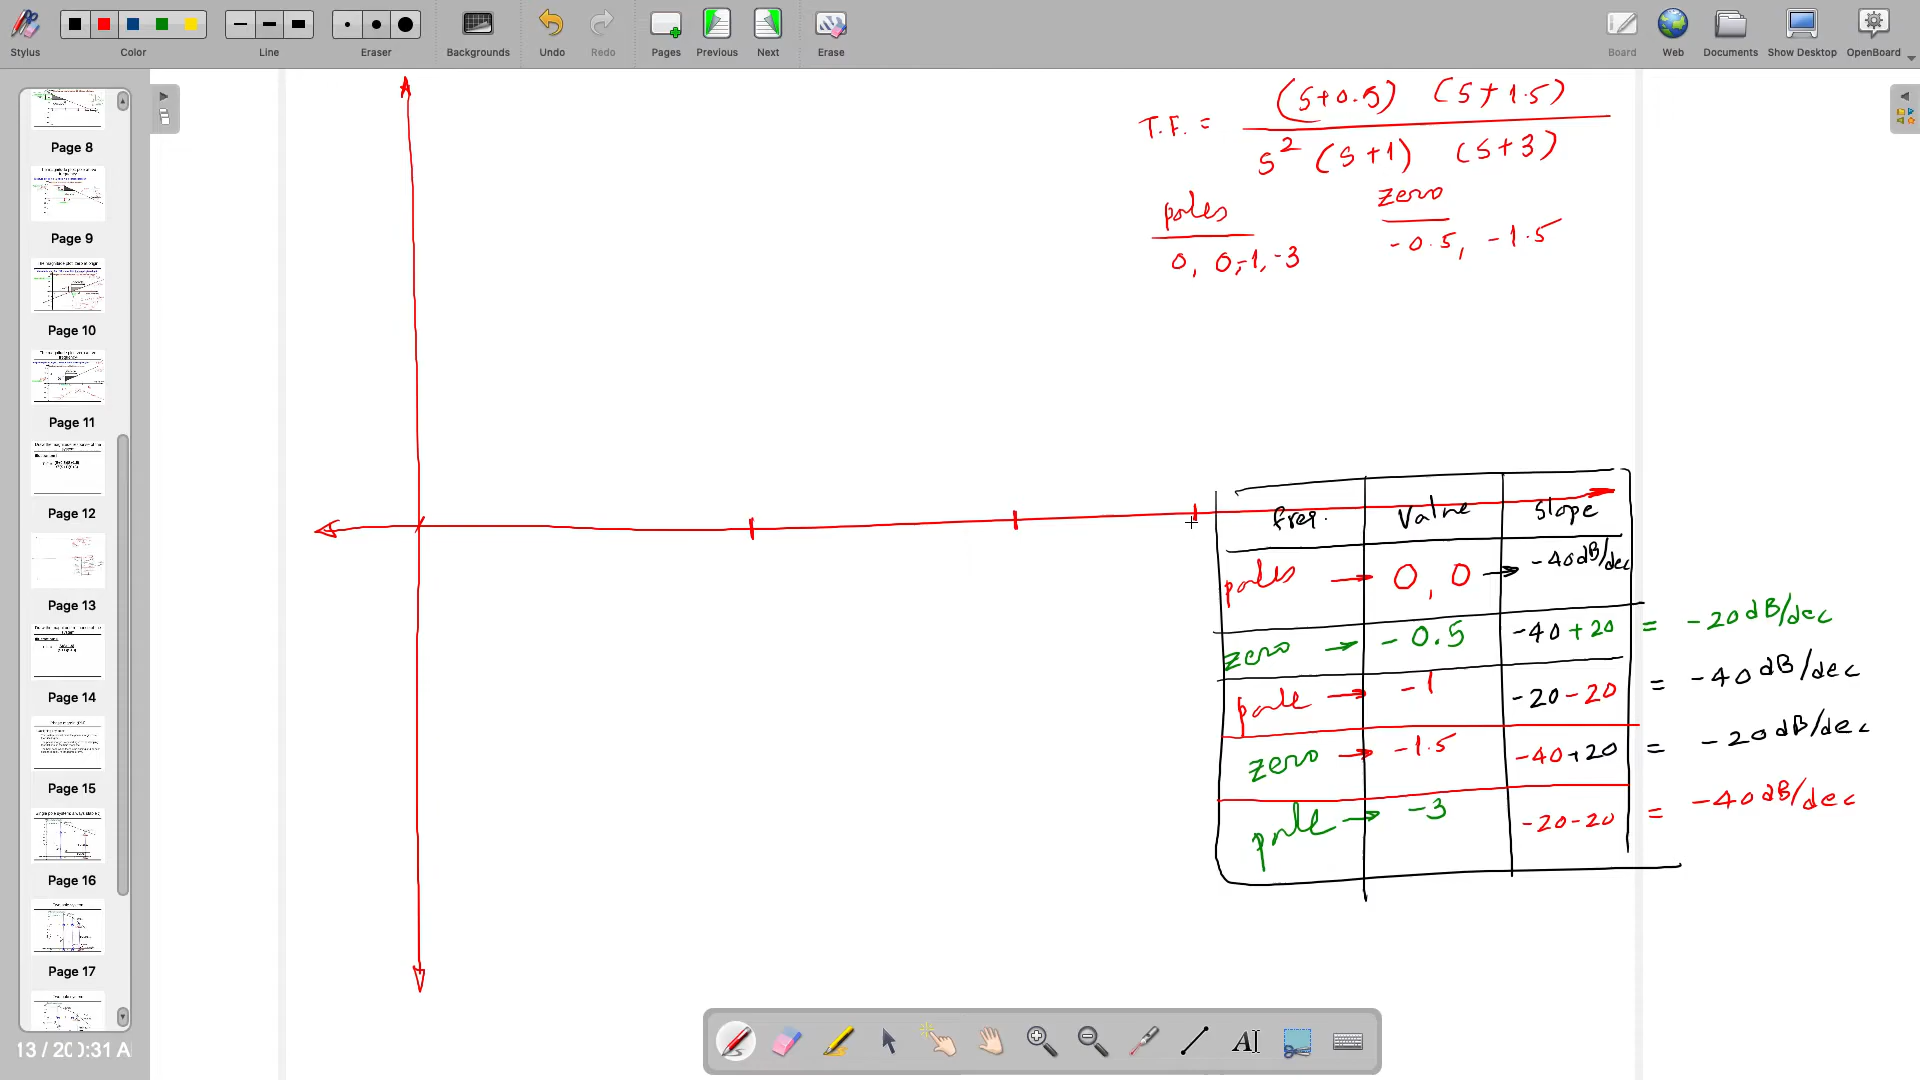 Stylus Color Line Eraser Backgrounds Undo Redo Pages Previous Next Erase Board Web Documents Show Desktop OpenBoard
Page 8
Page 9
Page 10
Page 11
Page 12
Page 13
Page 14
Page 15
Page 16
Page 17
T.F. = (s+0.5) (s+1.5)
s² (s+1) (s+3)
poles zero
0, 0,-1,-3 -0.5, -1.5
freq. Value Slope
poles → 0, 0 → -40dB/dec
zero → -0.5 -40+20 = -20dB/dec
pole → -1 -20-20 = -40dB/dec
zero → -1.5 -40+20 = -20dB/dec
pole → -3 -20-20 = -40dB/dec